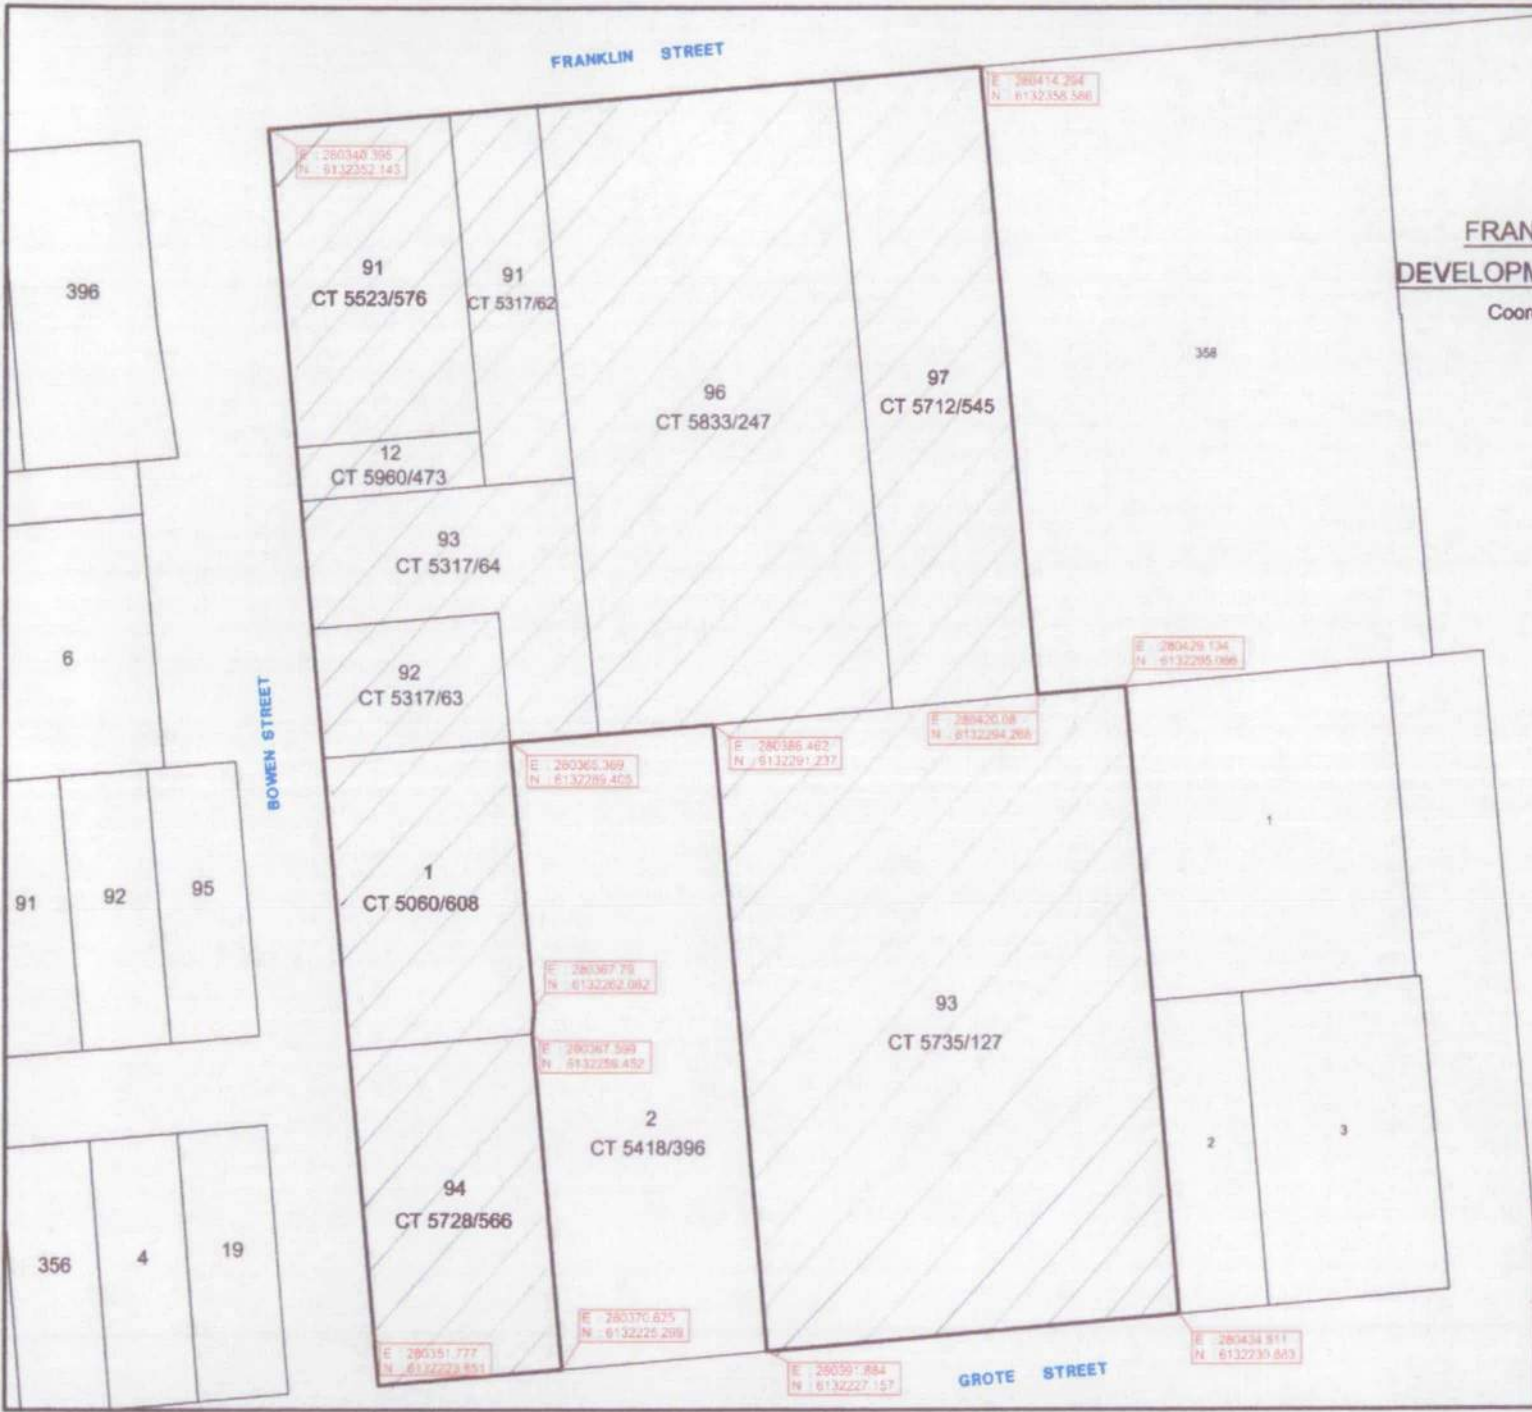 FRANKLIN STREET
E : 280414.294
N : 6132358.586
E : 280340.395
N : 6132352.143
FRAN
DEVELOPM
Coor
396
91
CT 5523/576
91
CT 5317/62
358
96
CT 5833/247
97
CT 5712/545
12
CT 5960/473
93
CT 5317/64
6
92
CT 5317/63
E : 280429.134
N : 6132295.066
BOWEN STREET
E : 280420.08
N : 6132294.266
E : 280386.462
N : 6132291.237
E : 280365.369
N : 6132289.405
1
1
CT 5060/608
91
92
95
E : 280367.79
N : 6132262.082
93
CT 5735/127
E : 280367.599
N : 6132259.452
2
CT 5418/396
2
3
94
CT 5728/566
356
4
19
E : 280370.625
N : 6132225.299
E : 280351.777
N : 6132223.651
E : 280434.911
N : 6132230.883
E : 280391.884
N : 6132227.157
GROTE STREET